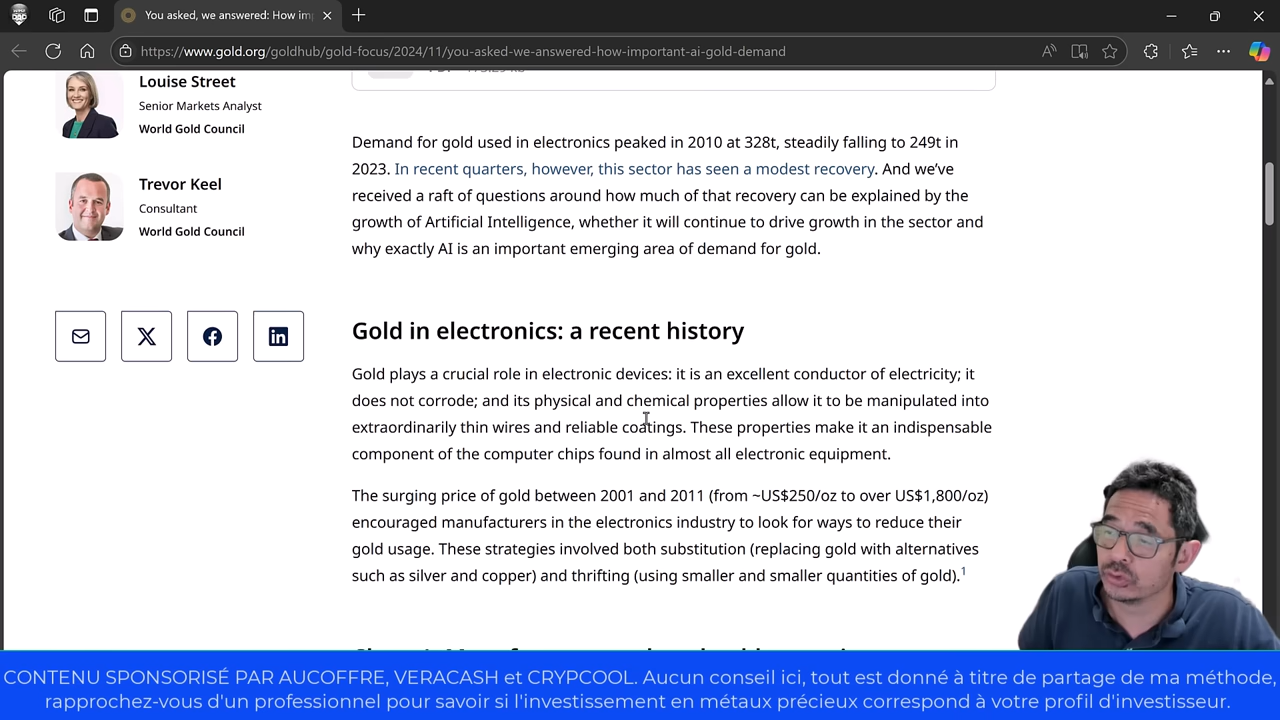 You asked, we answered: How im
https://www.gold.org/goldhub/gold-focus/2024/11/you-asked-we-answered-how-important-ai-gold-demand
Louise Street
Senior Markets Analyst
World Gold Council
Trevor Keel
Consultant
World Gold Council
Demand for gold used in electronics peaked in 2010 at 328t, steadily falling to 249t in
2023. In recent quarters, however, this sector has seen a modest recovery. And we’ve
received a raft of questions around how much of that recovery can be explained by the
growth of Artificial Intelligence, whether it will continue to drive growth in the sector and
why exactly AI is an important emerging area of demand for gold.
Gold in electronics: a recent history
Gold plays a crucial role in electronic devices: it is an excellent conductor of electricity; it
does not corrode; and its physical and chemical properties allow it to be manipulated into
extraordinarily thin wires and reliable coatings. These properties make it an indispensable
component of the computer chips found in almost all electronic equipment.
The surging price of gold between 2001 and 2011 (from ~US$250/oz to over US$1,800/oz)
encouraged manufacturers in the electronics industry to look for ways to reduce their
gold usage. These strategies involved both substitution (replacing gold with alternatives
such as silver and copper) and thrifting (using smaller and smaller quantities of gold).1
CONTENU SPONSORISÉ PAR AUCOFFRE, VERACASH et CRYPCOOL. Aucun conseil ici, tout est donné à titre de partage de ma méthode,
rapprochez-vous d'un professionnel pour savoir si l'investissement en métaux précieux correspond à votre profil d'investisseur.